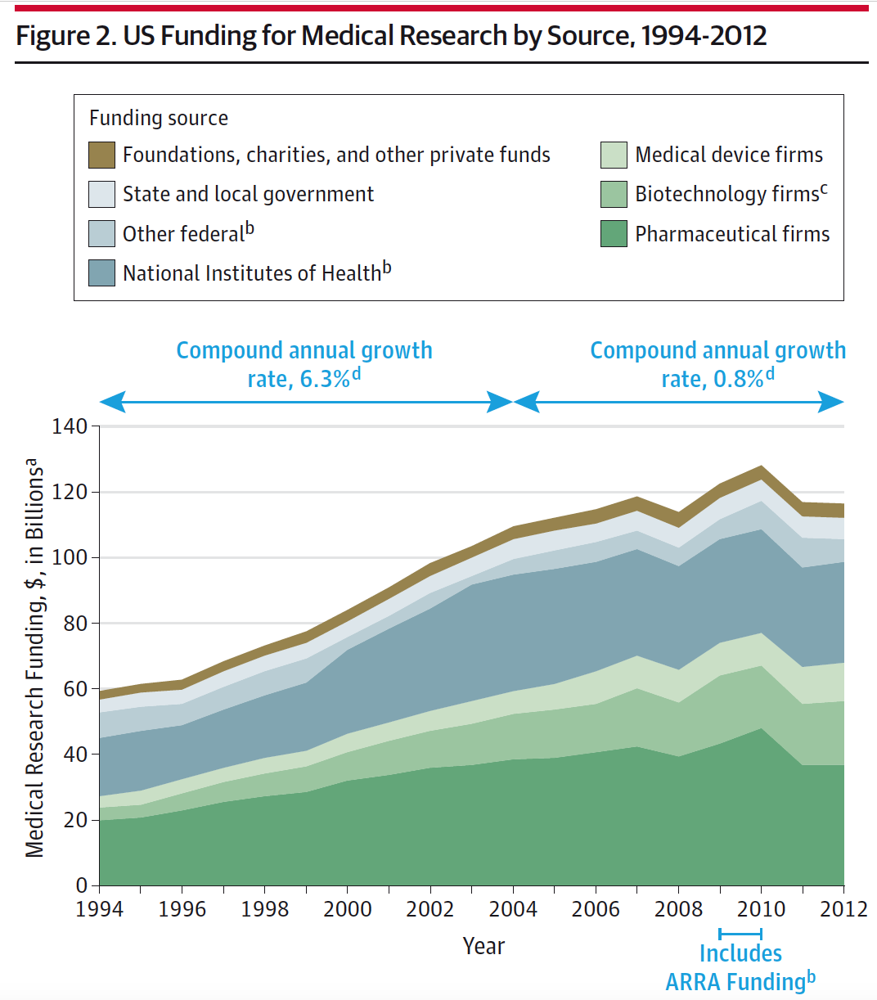 Figure 2. US Funding for Medical Research by Source, 1994-2012
Funding source
Foundations, charities, and other private funds
State and local government
Other federalb
National Institutes of Healthb
Medical device firms
Biotechnology firmsc
Pharmaceutical firms
Compound annual growth
rate, 6.3%d
Compound annual growth
rate, 0.8%d
Medical Research Funding, $, in Billionsa
140
120
100
80
60
40
20
0
1994 1996 1998 2000 2002 2004 2006 2008 2010 2012
Year
Includes
ARRA Fundingb